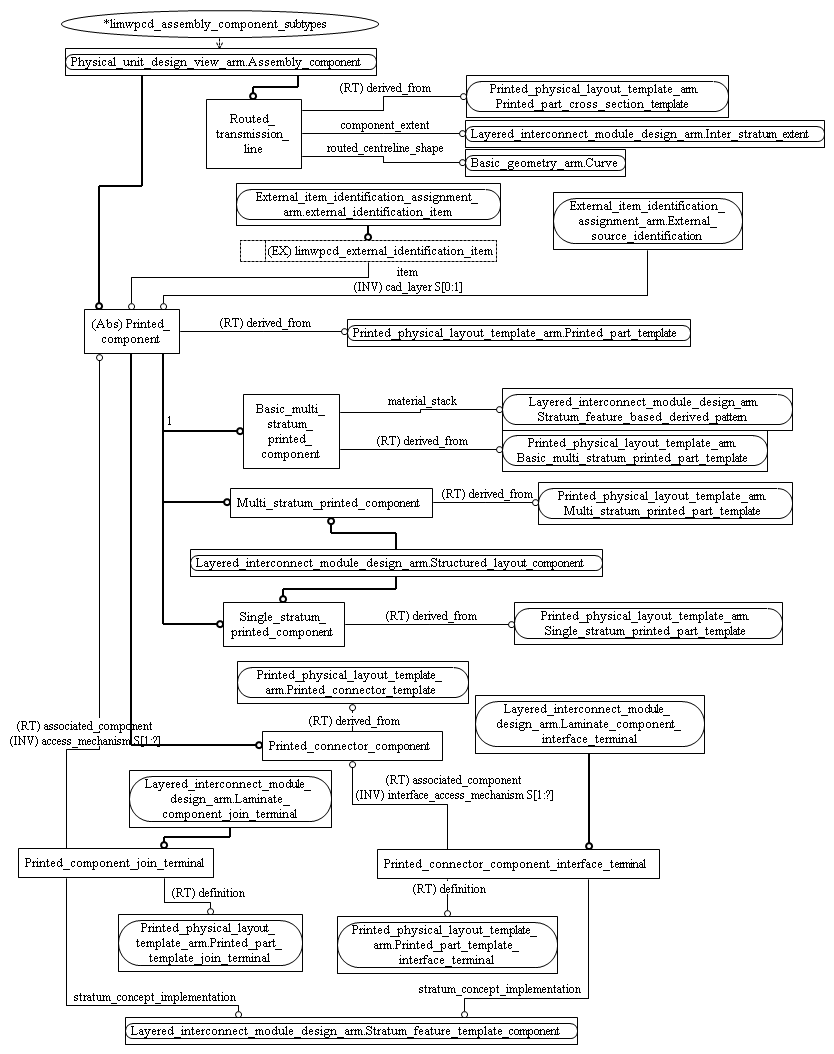 *limwpcd_assembly_component_subtypes
Physical_unit_design_view_arm.Assembly_component
(RT) derived_from
Printed_physical_layout_template_arm.
Printed_part_cross_section_template
Routed_
transmission_
line
component_extent
Layered_interconnect_module_design_arm.Inter_stratum_extent
routed_centreline_shape
Basic_geometry_arm.Curve
External_item_identification_assignment_
arm.external_identification_item
External_item_identification_
assignment_arm.External_
source_identification
(EX) limwpcd_external_identification_item
item
(INV) cad_layer S[0:1]
(Abs) Printed_
component
(RT) derived_from
Printed_physical_layout_template_arm.Printed_part_template
1
Basic_multi_
stratum_
printed_
component
material_stack
Layered_interconnect_module_design_arm.
Stratum_feature_based_derived_pattern
(RT) derived_from
Printed_physical_layout_template_arm.
Basic_multi_stratum_printed_part_template
Multi_stratum_printed_component
(RT) derived_from
Printed_physical_layout_template_arm.
Multi_stratum_printed_part_template
Layered_interconnect_module_design_arm.Structured_layout_component
Single_stratum_
printed_component
(RT) derived_from
Printed_physical_layout_template_arm.
Single_stratum_printed_part_template
Printed_physical_layout_template_
arm.Printed_connector_template
(RT) derived_from
Layered_interconnect_module_
design_arm.Laminate_component_
interface_terminal
(RT) associated_component
(INV) access_mechanism S[1:?]
Printed_connector_component
Layered_interconnect_module_
design_arm.Laminate_
component_join_terminal
(RT) associated_component
(INV) interface_access_mechanism S[1:?]
Printed_component_join_terminal
Printed_connector_component_interface_terminal
(RT) definition
(RT) definition
Printed_physical_layout_
template_arm.Printed_part_
template_join_terminal
Printed_physical_layout_template_
arm.Printed_part_template_
interface_terminal
stratum_concept_implementation
stratum_concept_implementation
Layered_interconnect_module_design_arm.Stratum_feature_template_component